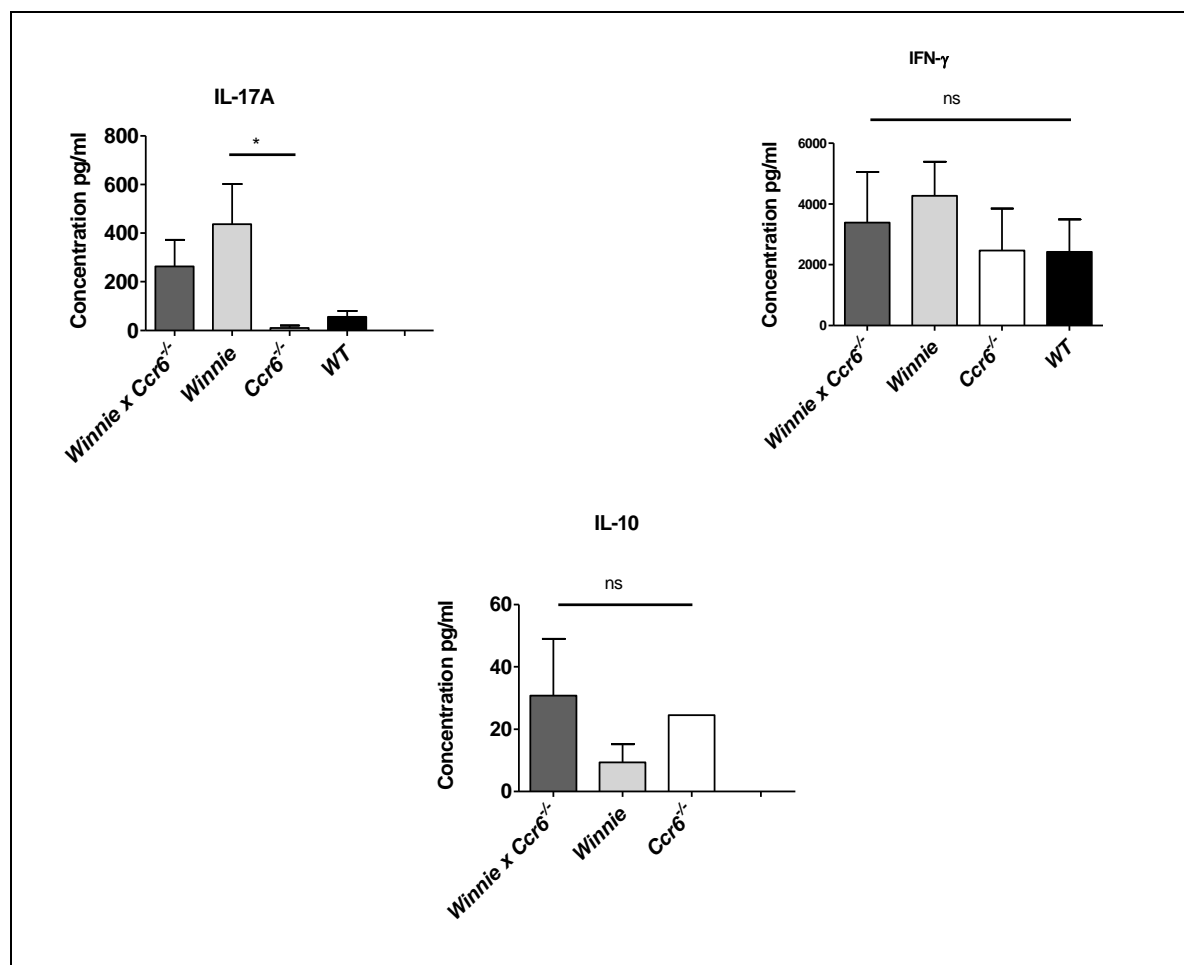 IL-17A
*
Concentration pg/ml
800
600
400
200
0
Winnie x Ccr6-/-
Winnie
Ccr6-/-
WT
IFN-γ
ns
Concentration pg/ml
6000
4000
2000
0
Winnie x Ccr6-/-
Winnie
Ccr6-/-
WT
IL-10
ns
Concentration pg/ml
60
40
20
0
Winnie x Ccr6-/-
Winnie
Ccr6-/-